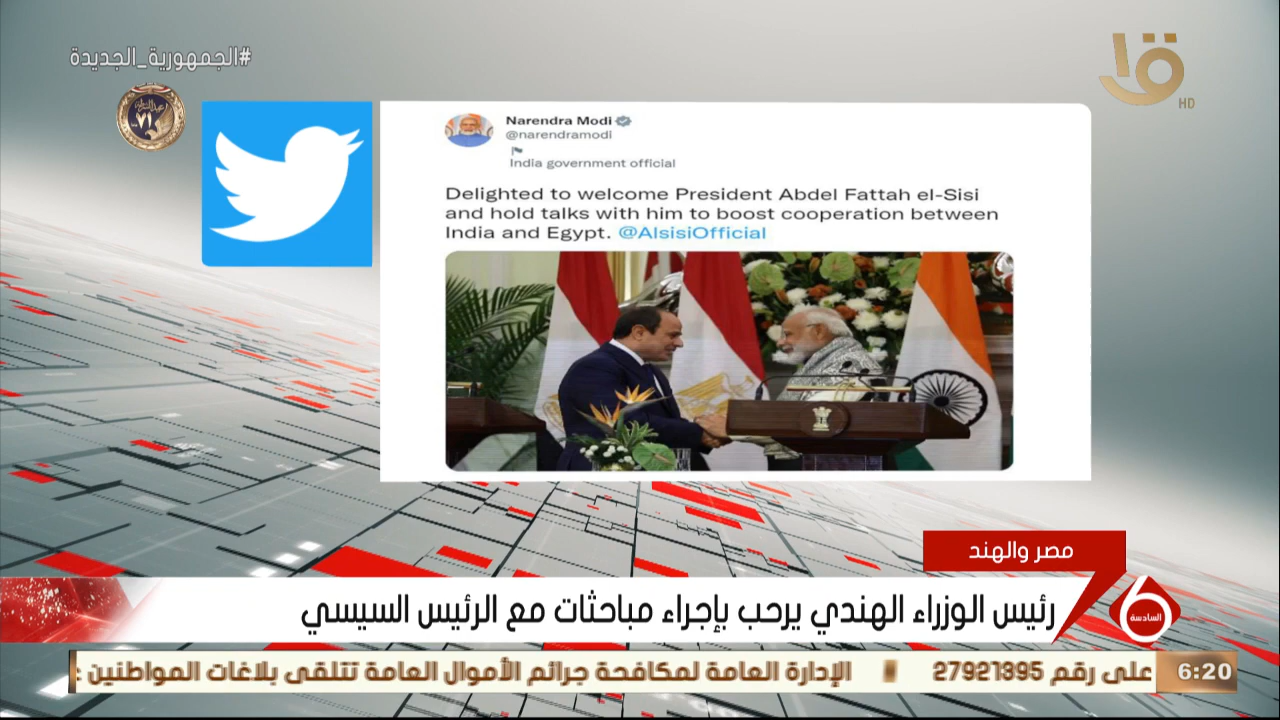 #الجمهورية_الجديدة
HD
٧١
Narendra Modi
@narendramodi
India government official
Delighted to welcome President Abdel Fattah el-Sisi
and hold talks with him to boost cooperation between
India and Egypt. @AlsisiOfficial
مصر والهند
رئيس الوزراء الهندي يرحب بإجراء مباحثات مع الرئيس السيسي
السادسة
6:20
على رقم 27921395 الإدارة العامة لمكافحة جرائم الأموال العامة تتلقى بلاغات المواطنين